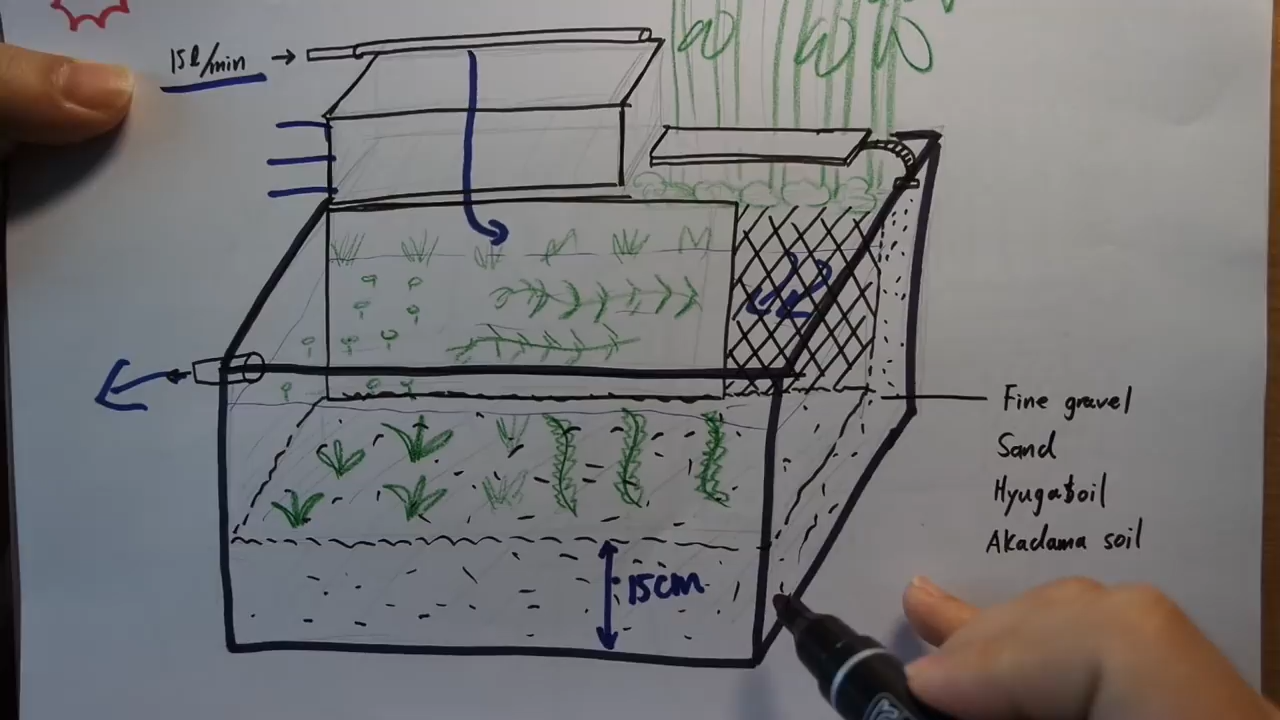 15l/min
Fine gravel
Sand
Hyuga soil
Akadama soil
15cm